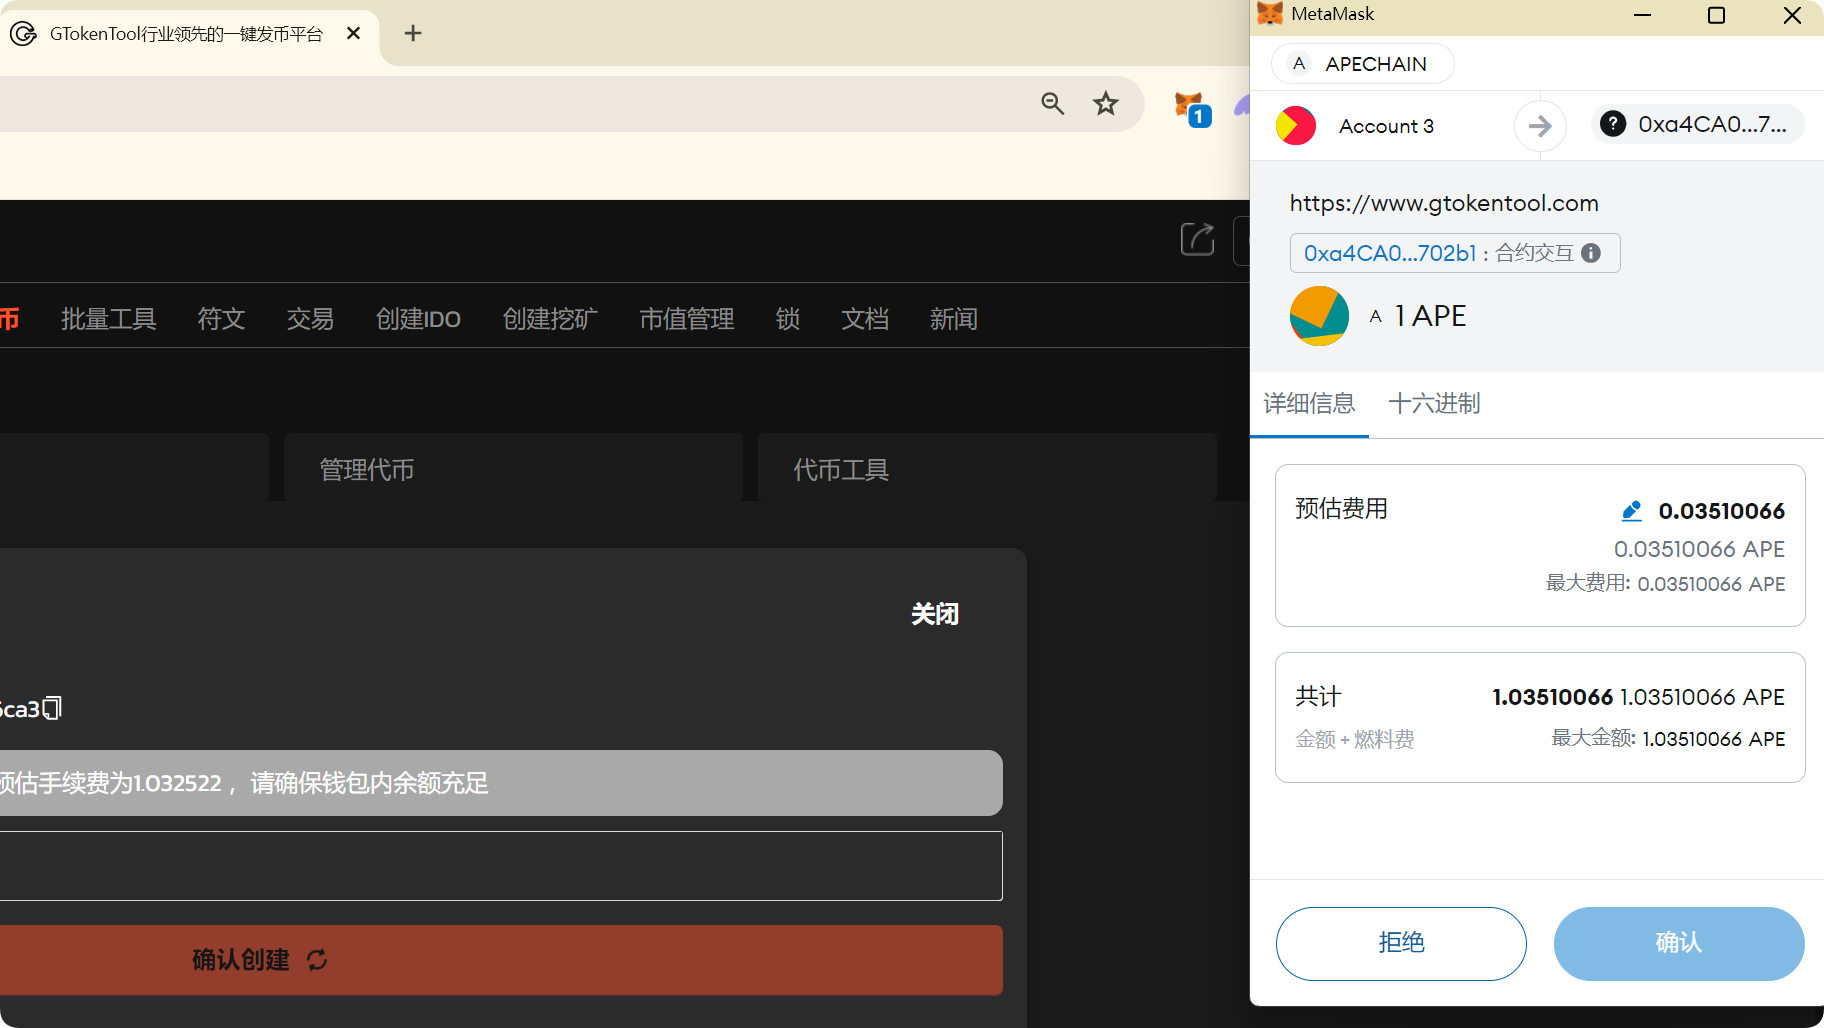 GTokenTool行业领先的一键发币平台
1
币
批量工具
符文
交易
创建IDO
创建挖矿
市值管理
锁
文档
新闻
管理代币
代币工具
关闭
6ca3
预估手续费为1.032522 ，请确保钱包内余额充足
确认创建
MetaMask
A APECHAIN
Account 3
? 0xa4CA0...7...
https://www.gtokentool.com
0xa4CA0...702b1 : 合约交互
A 1 APE
详细信息
十六进制
预估费用 0.03510066
0.03510066 APE
最大费用: 0.03510066 APE
共计 1.03510066 1.03510066 APE
金额 + 燃料费 最大金额: 1.03510066 APE
拒绝
确认